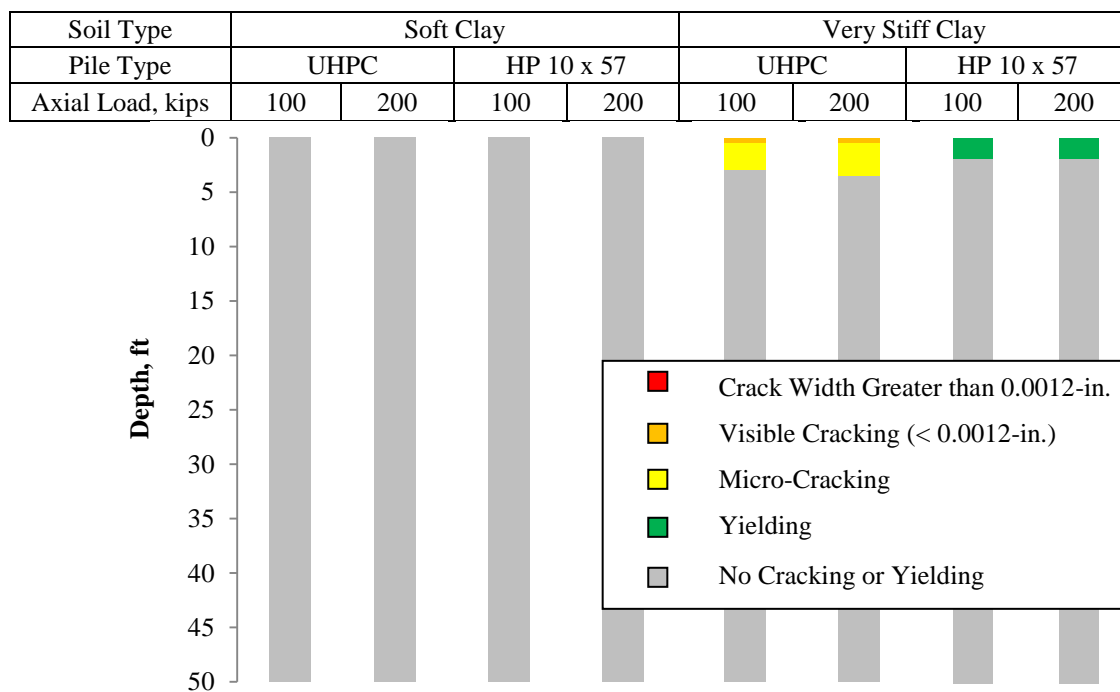 Soil Type Soft Clay Very Stiff Clay
Pile Type UHPC HP 10 x 57 UHPC HP 10 x 57
Axial Load, kips 100 200 100 200 100 200 100 200
0
5
10
15
20
25
30
35
40
45
50
Depth, ft
Crack Width Greater than 0.0012-in.
Visible Cracking (< 0.0012-in.)
Micro-Cracking
Yielding
No Cracking or Yielding